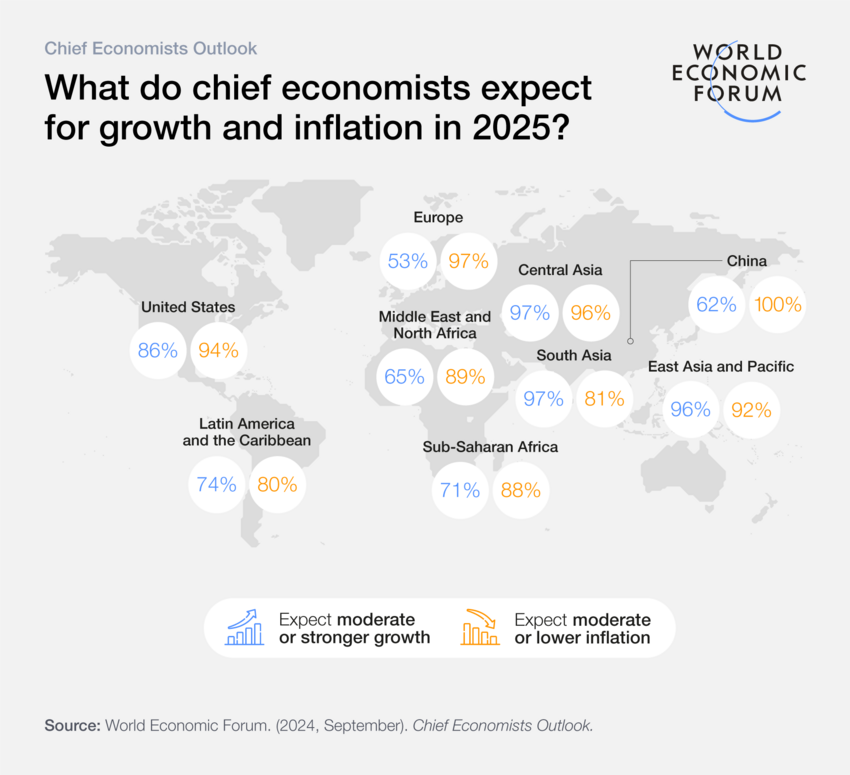 Chief Economists Outlook
What do chief economists expect
for growth and inflation in 2025?
WORLD
ECONOMIC
FORUM
Europe
53% 97%
Central Asia
97% 96%
China
62% 100%
United States
86% 94%
Middle East and
North Africa
65% 89%
South Asia
97% 81%
East Asia and Pacific
96% 92%
Latin America
and the Caribbean
74% 80%
Sub-Saharan Africa
71% 88%
Expect moderate
or stronger growth
Expect moderate
or lower inflation
Source: World Economic Forum. (2024, September). Chief Economists Outlook.